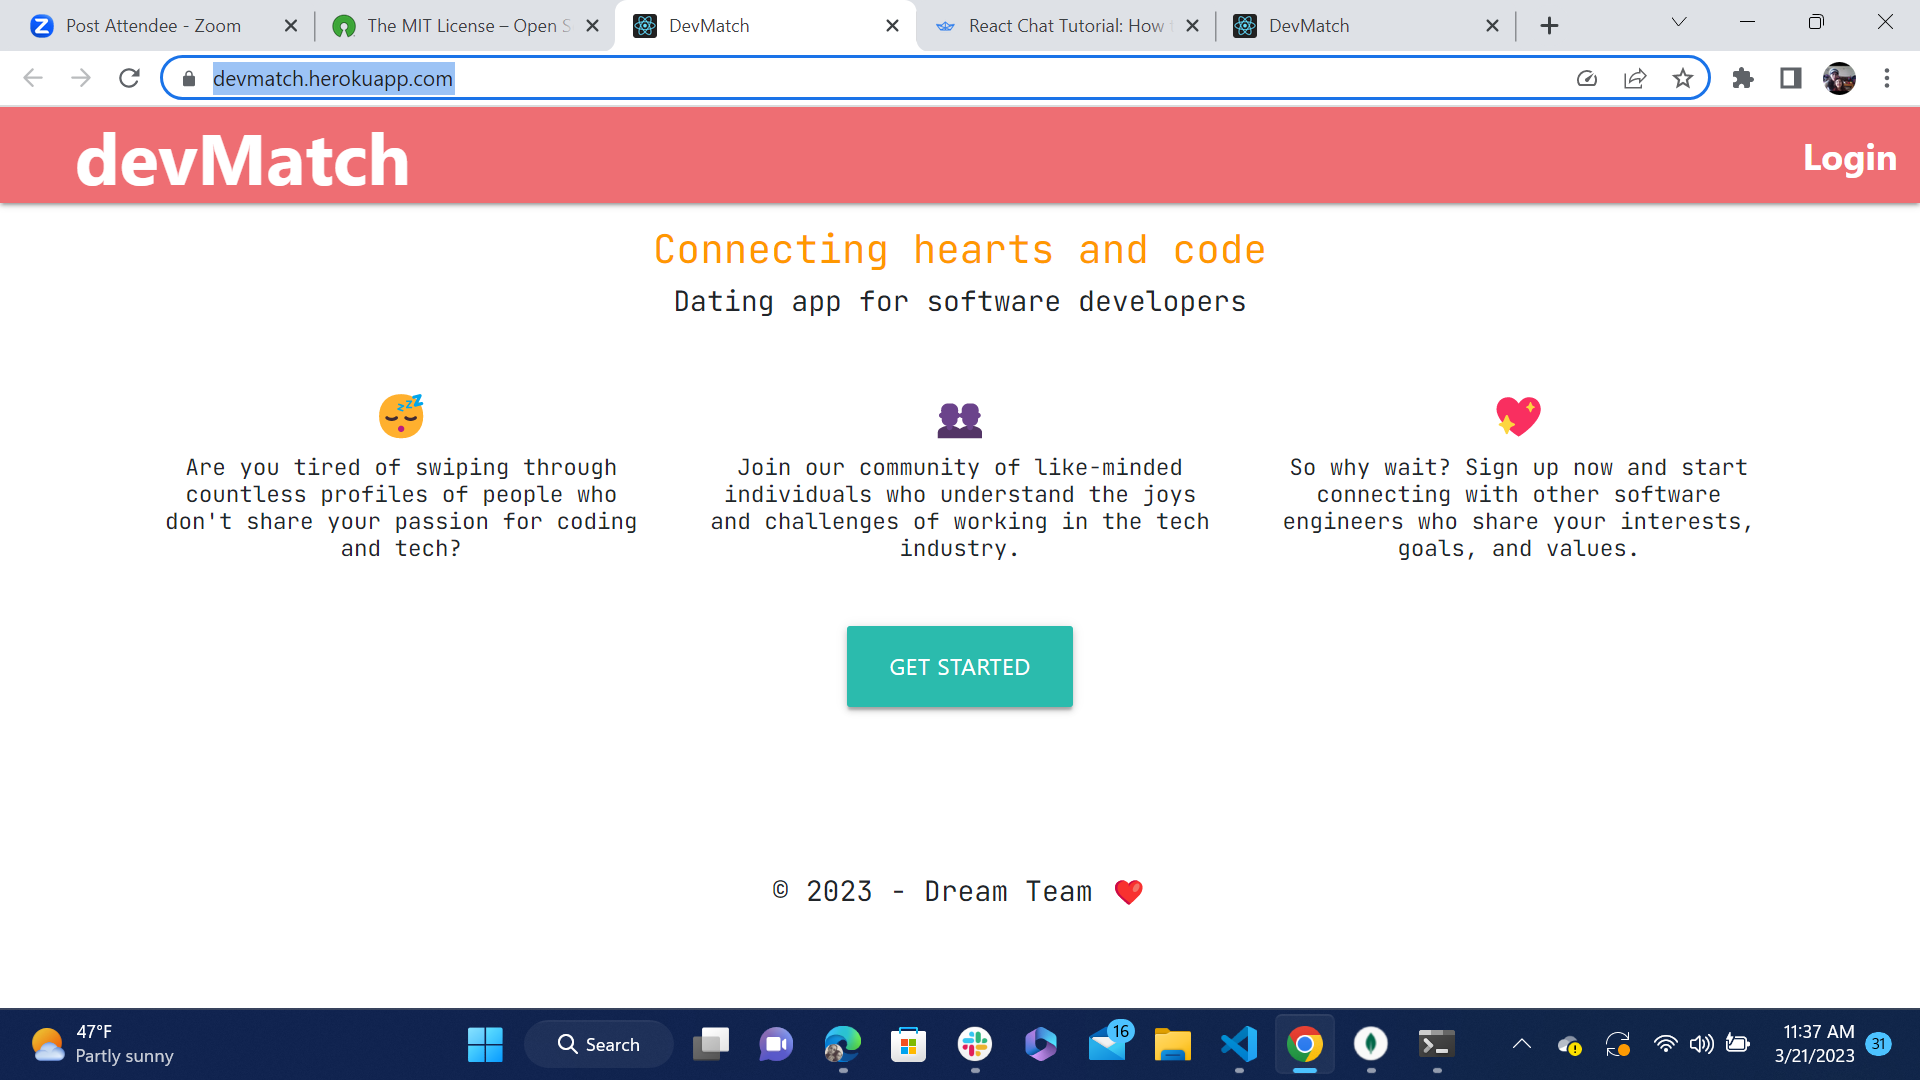 Post Attendee - Zoom
The MIT License – Open S
DevMatch
React Chat Tutorial: How
DevMatch
devmatch.herokuapp.com
devMatch
Login
Connecting hearts and code
Dating app for software developers
Are you tired of swiping through
countless profiles of people who
don't share your passion for coding
and tech?
Join our community of like-minded
individuals who understand the joys
and challenges of working in the tech
industry.
So why wait? Sign up now and start
connecting with other software
engineers who share your interests,
goals, and values.
GET STARTED
© 2023 - Dream Team ❤️
47°F
Partly sunny
Search
16
11:37 AM
3/21/2023
31